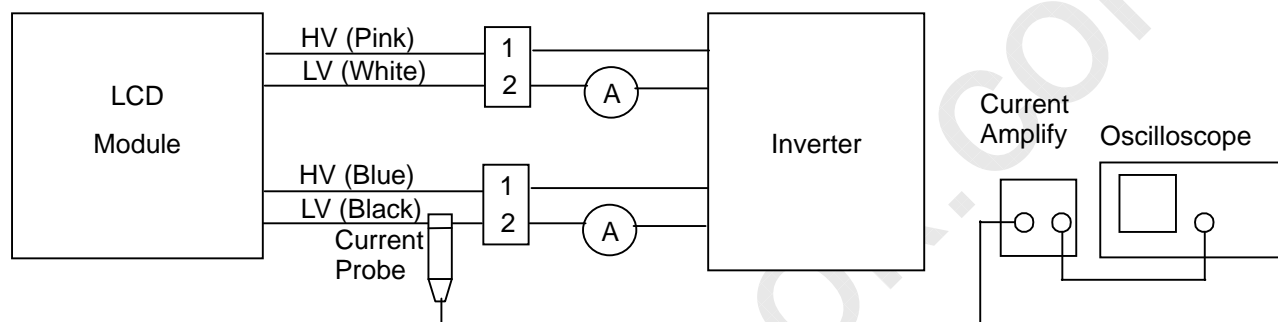 HV (Pink)
LV (White)
1
2
A
LCD
Module
Inverter
HV (Blue)
LV (Black)
1
2
A
Current
Probe
Current
Amplify
Oscilloscope